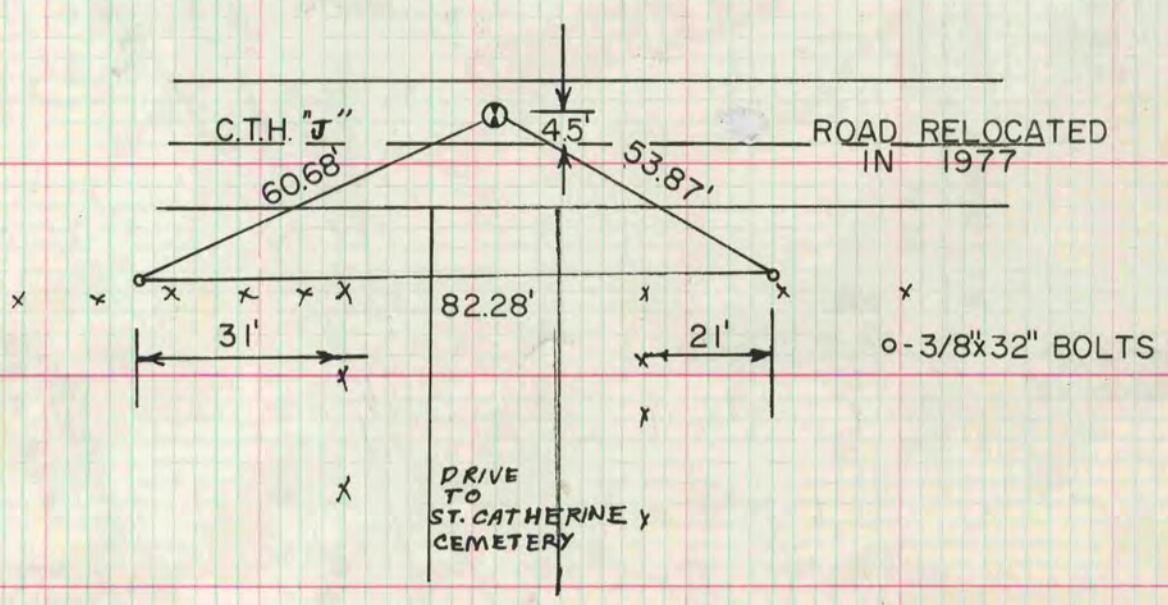 C.T.H. "J"
4.5'
ROAD RELOCATED
IN 1977
60.68'
53.87'
82.28'
31'
21'
o-3/8"x32" BOLTS
DRIVE
TO
ST. CATHERINE
CEMETERY